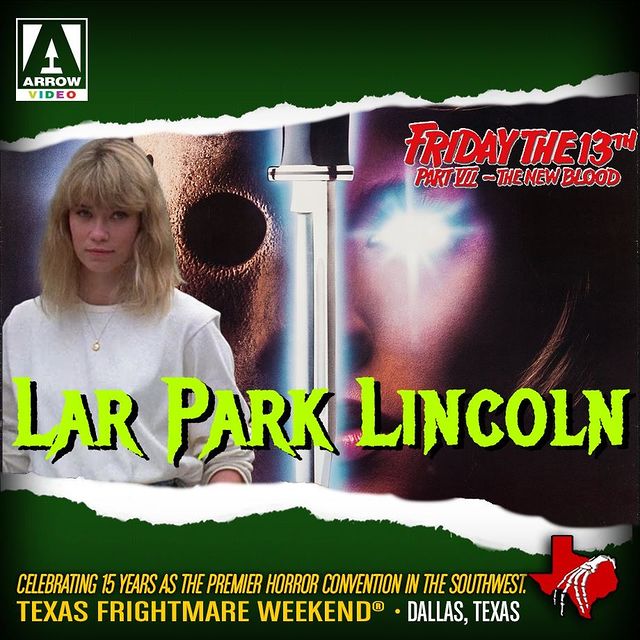 ARROW
VIDEO
FRIDAY THE 13TH
PART VII - THE NEW BLOOD
LAR PARK LINCOLN
CELEBRATING 15 YEARS AS THE PREMIER HORROR CONVENTION IN THE SOUTHWEST.
TEXAS FRIGHTMARE WEEKEND® · DALLAS, TEXAS